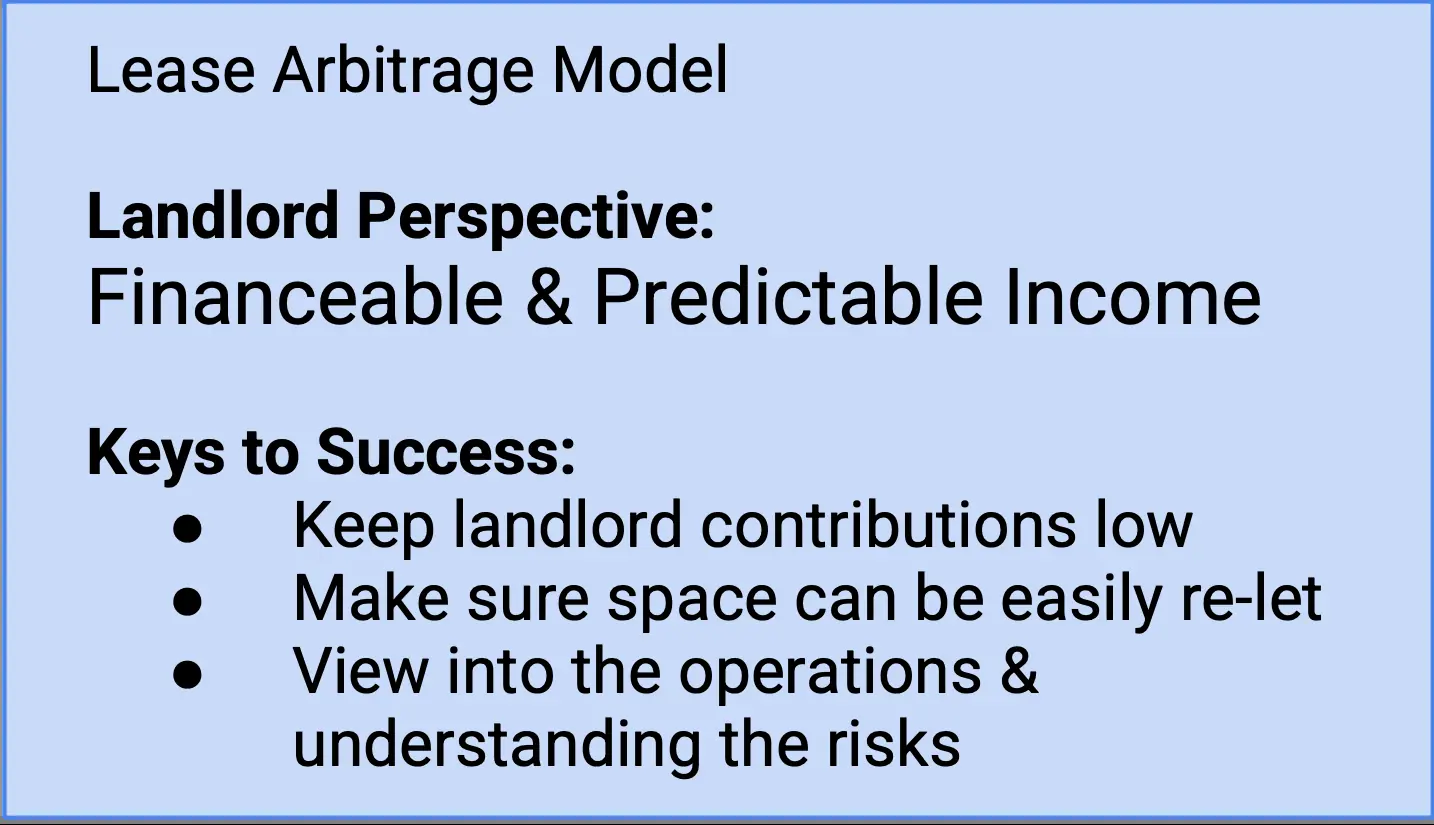 Lease Arbitrage Model
Landlord Perspective:
Financeable & Predictable Income
Keys to Success:
● Keep landlord contributions low
● Make sure space can be easily re-let
● View into the operations &
understanding the risks